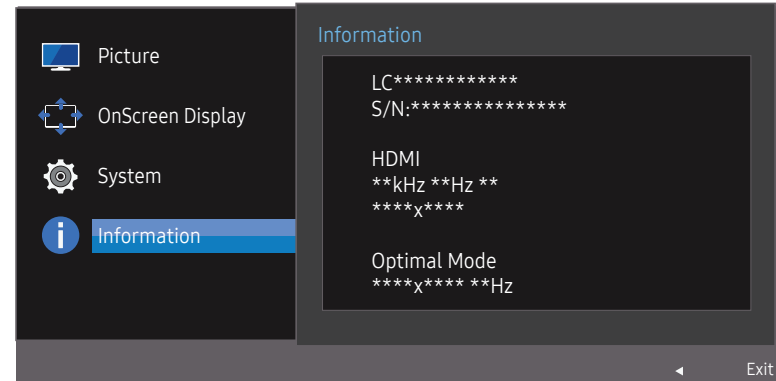 Picture
OnScreen Display
System
Information
Information
LC************
S/N:***************
HDMI
**kHz **Hz **
****x****
Optimal Mode
****x**** **Hz
Exit